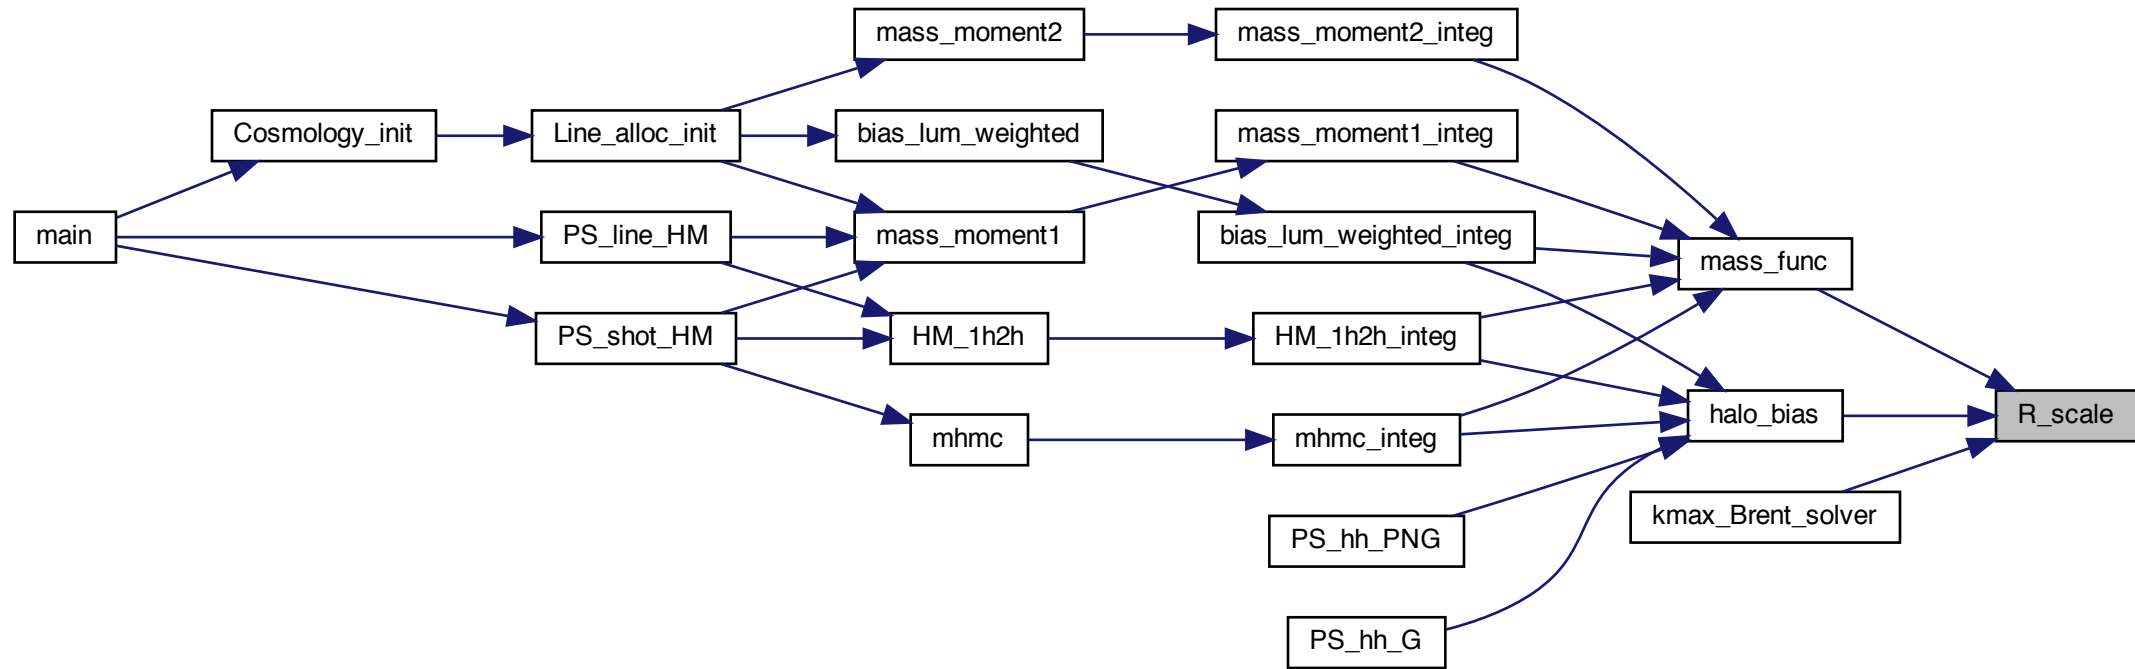 mass_moment2
mass_moment2_integ
Cosmology_init
Line_alloc_init
bias_lum_weighted
mass_moment1_integ
main
PS_line_HM
mass_moment1
bias_lum_weighted_integ
mass_func
PS_shot_HM
HM_1h2h
HM_1h2h_integ
halo_bias
R_scale
mhmc
mhmc_integ
kmax_Brent_solver
PS_hh_PNG
PS_hh_G